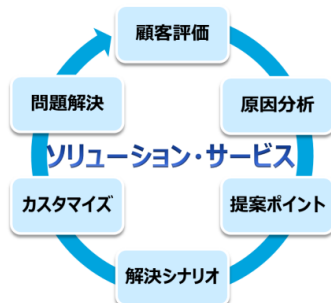 顧客評価
問題解決
原因分析
ソリューション・サービス
カスタマイズ
提案ポイント
解決シナリオ